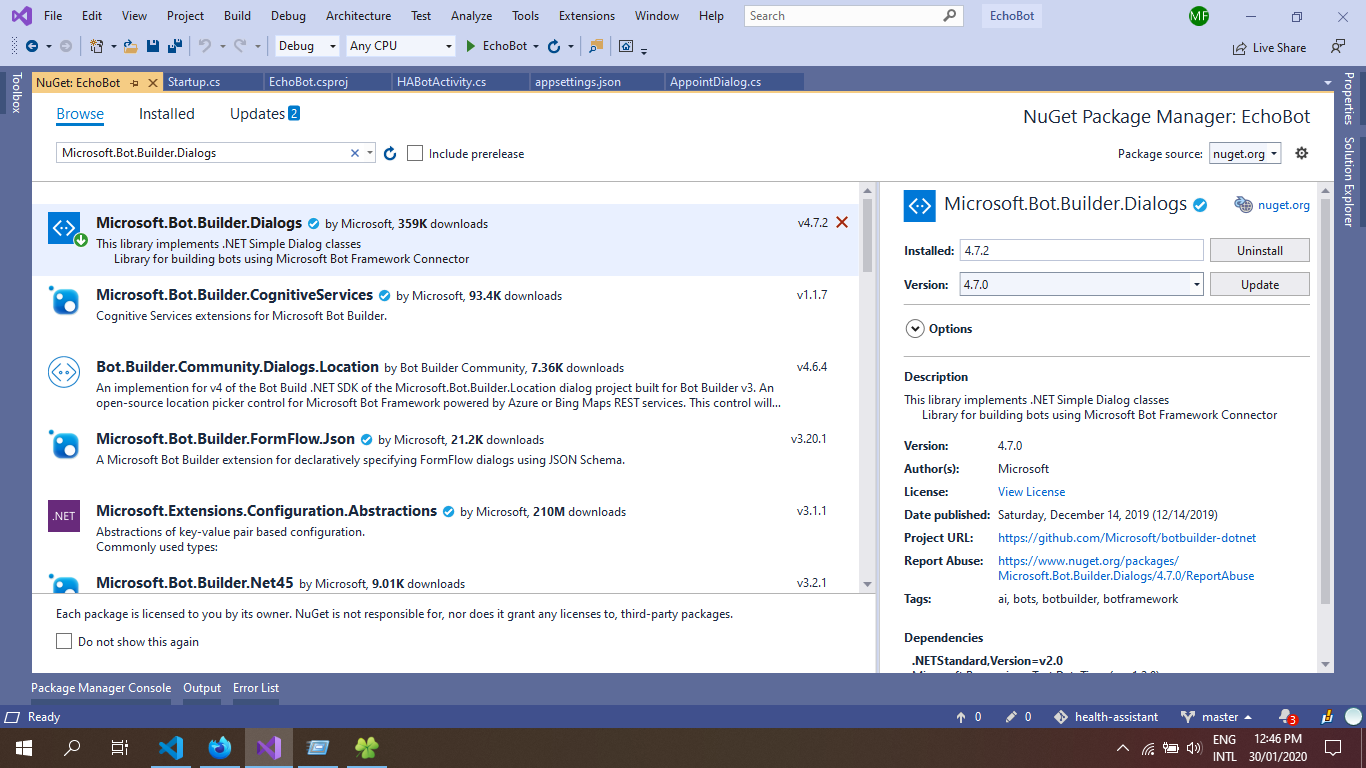 File Edit View Project Build Debug Architecture Test Analyze Tools Extensions Window Help Search EchoBot MF
Debug Any CPU EchoBot Live Share
Toolbox
NuGet: EchoBot Startup.cs EchoBot.csproj HABotActivity.cs appsettings.json AppointDialog.cs
Properties
Solution Explorer
Browse Installed Updates 2
NuGet Package Manager: EchoBot
Microsoft.Bot.Builder.Dialogs Include prerelease
Package source: nuget.org
Microsoft.Bot.Builder.Dialogs by Microsoft, 359K downloads v4.7.2
This library implements .NET Simple Dialog classes
Library for building bots using Microsoft Bot Framework Connector
Microsoft.Bot.Builder.CognitiveServices by Microsoft, 93.4K downloads v1.1.7
Cognitive Services extensions for Microsoft Bot Builder.
Bot.Builder.Community.Dialogs.Location by Bot Builder Community, 7.36K downloads v4.6.4
An implemention for v4 of the Bot Build .NET SDK of the Microsoft.Bot.Builder.Location dialog project built for Bot Builder v3. An
open-source location picker control for Microsoft Bot Framework powered by Azure or Bing Maps REST services. This control will...
Microsoft.Bot.Builder.FormFlow.Json by Microsoft, 21.2K downloads v3.20.1
A Microsoft Bot Builder extension for declaratively specifying FormFlow dialogs using JSON Schema.
.NET
Microsoft.Extensions.Configuration.Abstractions by Microsoft, 210M downloads v3.1.1
Abstractions of key-value pair based configuration.
Commonly used types:
Microsoft.Bot.Builder.Net45 by Microsoft, 9.01K downloads v3.2.1
Each package is licensed to you by its owner. NuGet is not responsible for, nor does it grant any licenses to, third-party packages.
Do not show this again
Microsoft.Bot.Builder.Dialogs nuget.org
Installed: 4.7.2 Uninstall
Version: 4.7.0 Update
Options
Description
This library implements .NET Simple Dialog classes
Library for building bots using Microsoft Bot Framework Connector
Version: 4.7.0
Author(s): Microsoft
License: View License
Date published: Saturday, December 14, 2019 (12/14/2019)
Project URL: https://github.com/Microsoft/botbuilder-dotnet
Report Abuse: https://www.nuget.org/packages/
Microsoft.Bot.Builder.Dialogs/4.7.0/ReportAbuse
Tags: ai, bots, botbuilder, botframework
Dependencies
.NETStandard,Version=v2.0
Package Manager Console Output Error List
Ready 0 0 health-assistant master 3
ENG 12:46 PM
INTL 30/01/2020